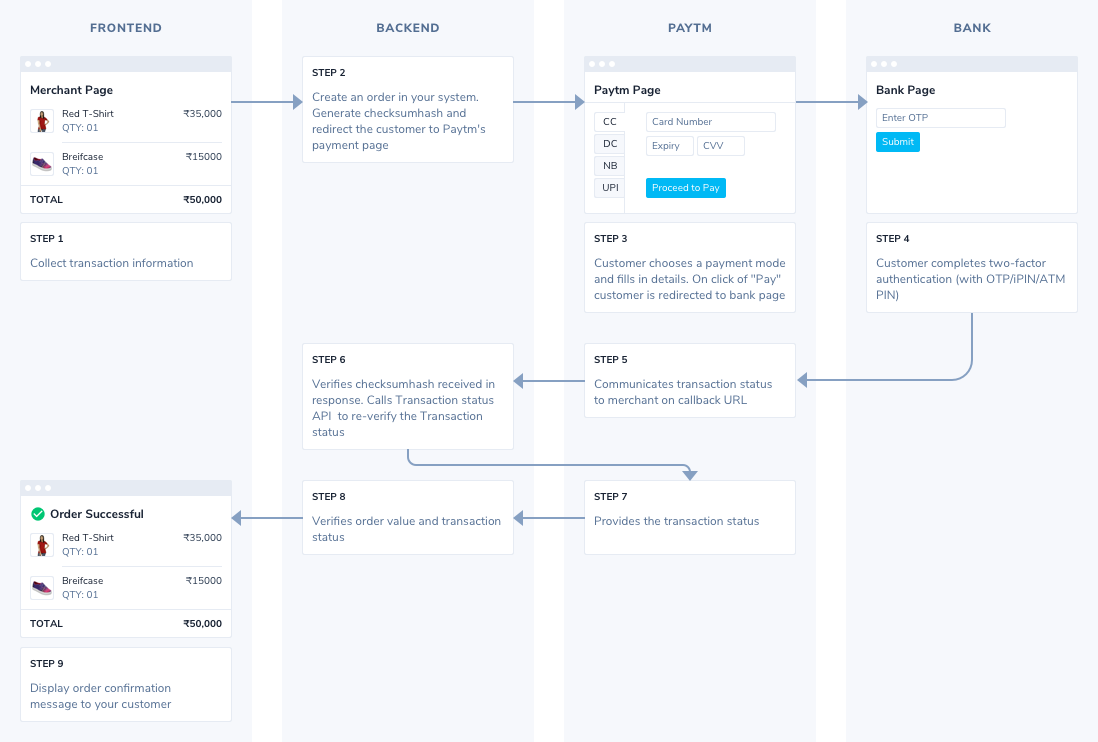 FRONTEND
BACKEND
PAYTM
BANK
Merchant Page
Red T-Shirt ₹35,000
QTY: 01
Breifcase ₹15000
QTY: 01
TOTAL ₹50,000
STEP 1
Collect transaction information
STEP 2
Create an order in your system.
Generate checksumhash and
redirect the customer to Paytm's
payment page
Paytm Page
CC
DC
NB
UPI
Card Number
Expiry CVV
Proceed to Pay
STEP 3
Customer chooses a payment mode
and fills in details. On click of "Pay"
customer is redirected to bank page
Bank Page
Enter OTP
Submit
STEP 4
Customer completes two-factor
authentication (with OTP/iPIN/ATM
PIN)
STEP 5
Communicates transaction status
to merchant on callback URL
STEP 6
Verifies checksumhash received in
response. Calls Transaction status
API to re-verify the Transaction
status
STEP 7
Provides the transaction status
STEP 8
Verifies order value and transaction
status
Order Successful
Red T-Shirt ₹35,000
QTY: 01
Breifcase ₹15000
QTY: 01
TOTAL ₹50,000
STEP 9
Display order confirmation
message to your customer